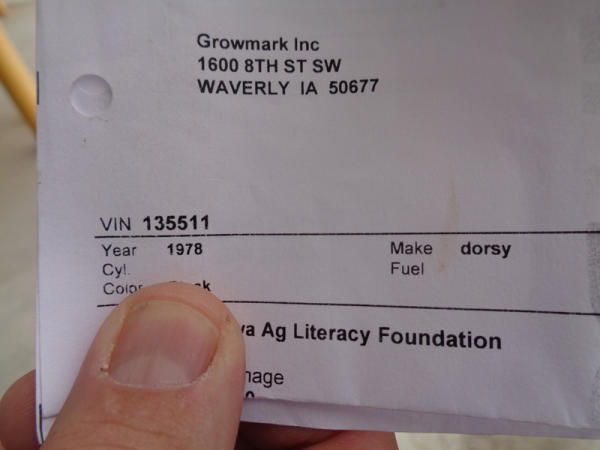 Growmark Inc
1600 8TH ST SW
WAVERLY IA 50677
VIN 135511
Year 1978 Make dorsy
Cyl. Fuel
Color
Ag Literacy Foundation